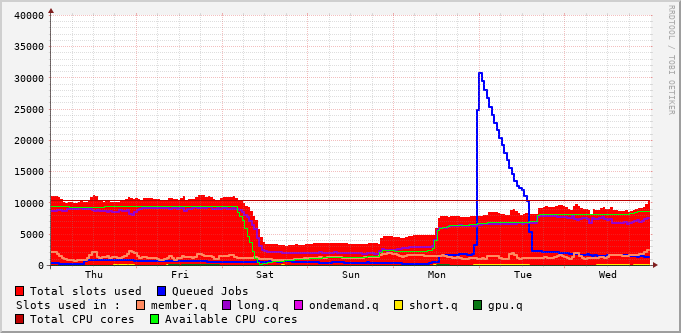 RRDTOOL / TOBI OETIKER
40000
35000
30000
25000
20000
15000
10000
5000
0
Thu Fri Sat Sun Mon Tue Wed
Total slots used Queued Jobs
Slots used in : member.q long.q ondemand.q short.q gpu.q
Total CPU cores Available CPU cores